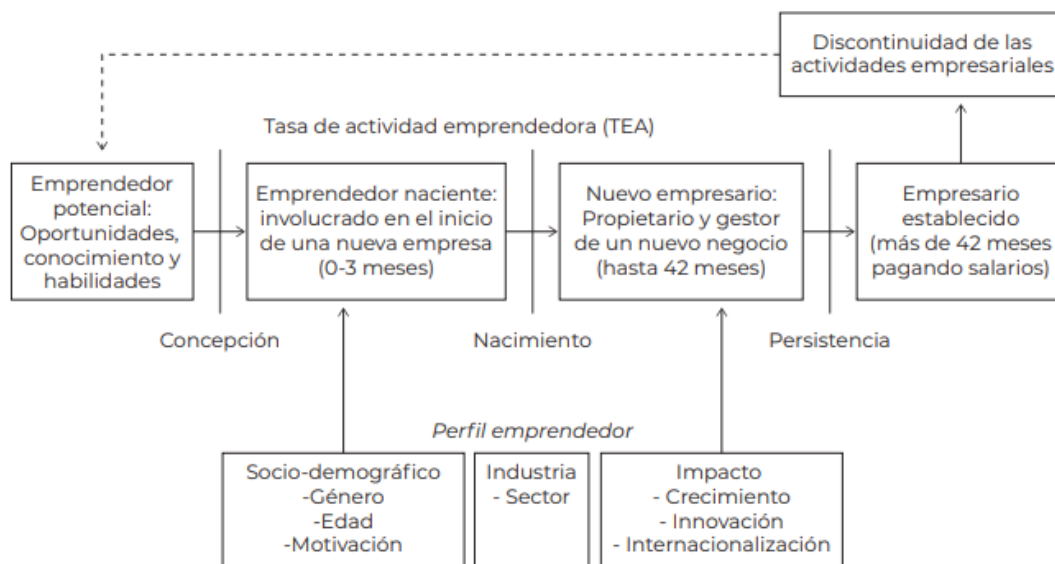 Discontinuidad de las
actividades empresariales
Tasa de actividad emprendedora (TEA)
Emprendedor
potencial:
Oportunidades,
conocimiento y
habilidades
Emprendedor naciente:
involucrado en el inicio
de una nueva empresa
(0-3 meses)
Nuevo empresario:
Propietario y gestor
de un nuevo negocio
(hasta 42 meses)
Empresario
establecido
(más de 42 meses
pagando salarios)
Concepción
Nacimiento
Persistencia
Perfil emprendedor
Socio-demográfico
-Género
-Edad
-Motivación
Industria
- Sector
Impacto
- Crecimiento
- Innovación
- Internacionalización